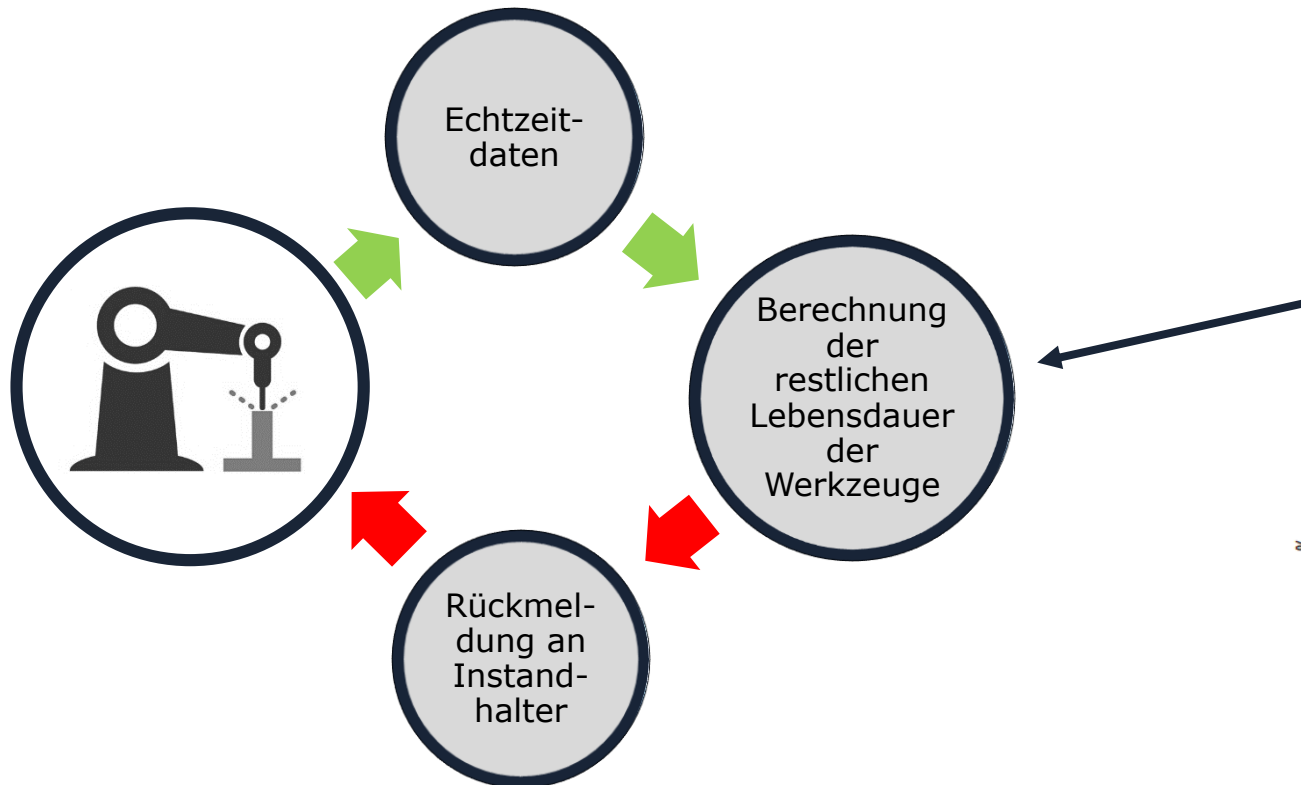 Echtzeit-
daten
Berechnung
der
restlichen
Lebensdauer
der
Werkzeuge
Rückmel-
dung an
Instand-
halter